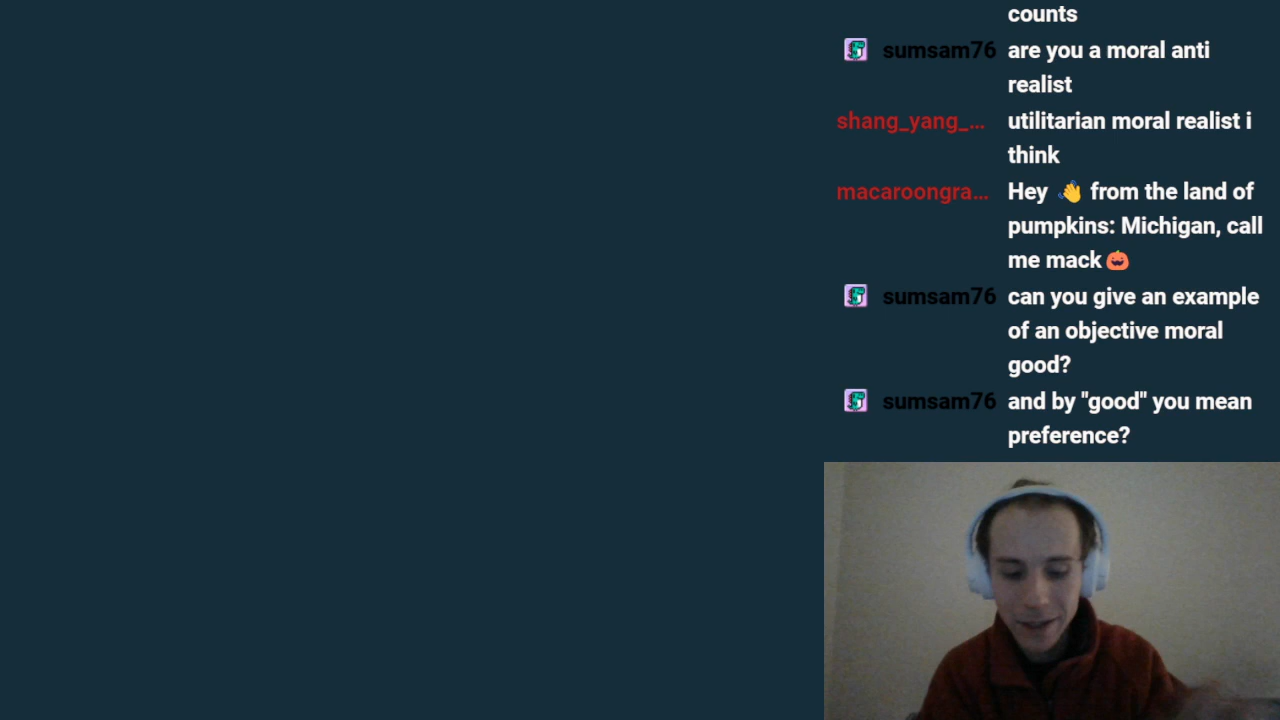 counts
sumsam76 are you a moral anti
realist
shang_yang_... utilitarian moral realist i
think
macaroongra... Hey 👋 from the land of
pumpkins: Michigan, call
me mack🎃
sumsam76 can you give an example
of an objective moral
good?
sumsam76 and by "good" you mean
preference?